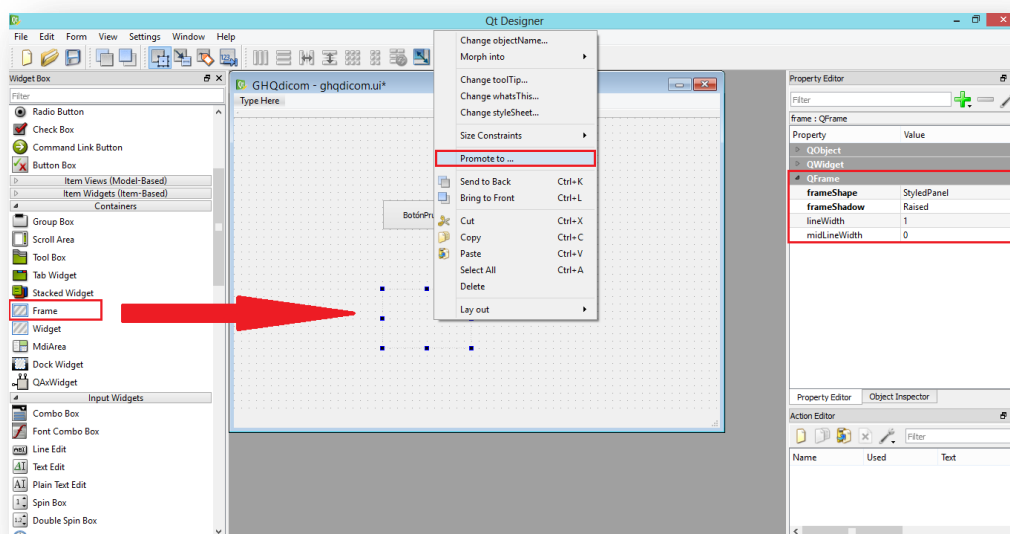 Qt Designer
File Edit Form View Settings Window Help
Widget Box
Filter
Radio Button
Check Box
Command Link Button
Button Box
Item Views (Model-Based)
Item Widgets (Item-Based)
Containers
Group Box
Scroll Area
Tool Box
Tab Widget
Stacked Widget
Frame
Widget
MdiArea
Dock Widget
QAxWidget
Input Widgets
Combo Box
Font Combo Box
Line Edit
Text Edit
Plain Text Edit
Spin Box
Double Spin Box
GHQdicom - ghqdicom.ui*
Type Here
BotónPru
Change objectName...
Morph into
Change toolTip...
Change whatsThis...
Change styleSheet...
Size Constraints
Promote to ...
Send to Back Ctrl+K
Bring to Front Ctrl+L
Cut Ctrl+X
Copy Ctrl+C
Paste Ctrl+V
Select All Ctrl+A
Delete
Lay out
Property Editor
Filter
frame : QFrame
Property Value
QObject
QWidget
QFrame
frameShape StyledPanel
frameShadow Raised
lineWidth 1
midLineWidth 0
Property Editor Object Inspector
Action Editor
Filter
Name Used Text